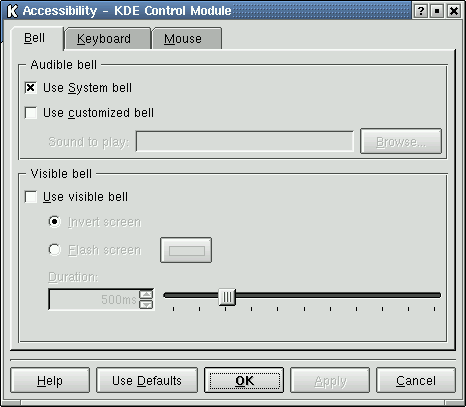 Accessibility - KDE Control Module
Bell Keyboard Mouse
Audible bell
Use System bell
Use customized bell
Sound to play: Browse...
Visible bell
Use visible bell
Invert screen
Flash screen
Duration:
500ms
Help Use Defaults OK Apply Cancel